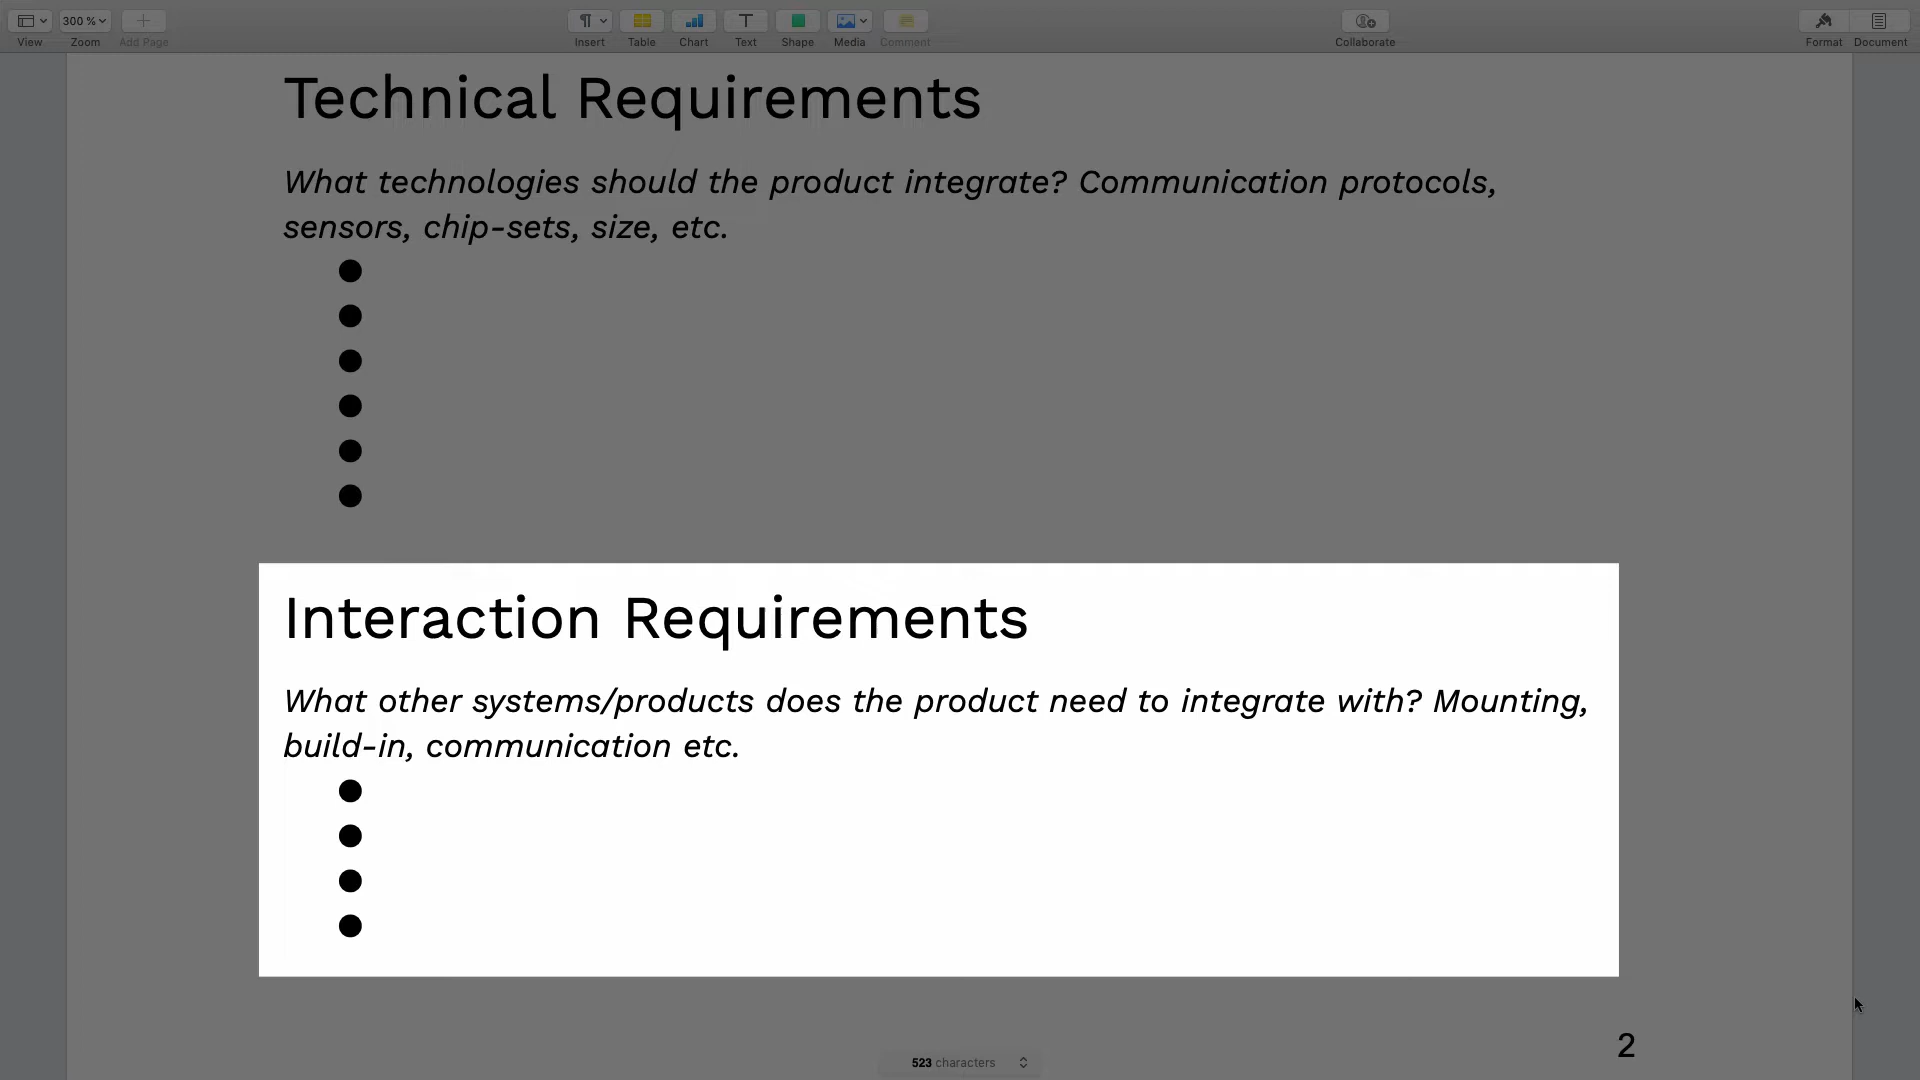 300 %
View
Zoom
Add Page
Insert
Table
Chart
Text
Shape
Media
Comment
Collaborate
Format
Document
Technical Requirements
What technologies should the product integrate? Communication protocols,
sensors, chip-sets, size, etc.
Interaction Requirements
What other systems/products does the product need to integrate with? Mounting,
build-in, communication etc.
2
523 characters